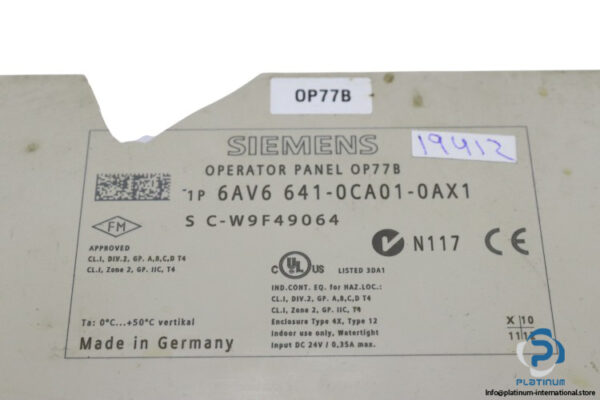 OP77B
SIEMENS
19412
OPERATOR PANEL OP77B
1P 6AV6 641-0CA01-0AX1
S C-W9F49064
FM
APPROVED
CL.I, DIV.2, GP. A,B,C,D T4
CL.I, Zone 2, GP. IIC, T4
N117 CE
C UL US LISTED 3DA1
IND.CONT. EQ. for HAZ.LOC.:
CL.I, DIV.2, GP. A,B,C,D T4
CL.I, Zone 2, GP. IIC, T4
Enclosure Type 4X, Type 12
Indoor use only, Watertight
Input DC 24V / 0,35A max.
Ta: 0°C...+50°C vertikal
Made in Germany
X 10
11
PLATINUM
info@platinum-international.store